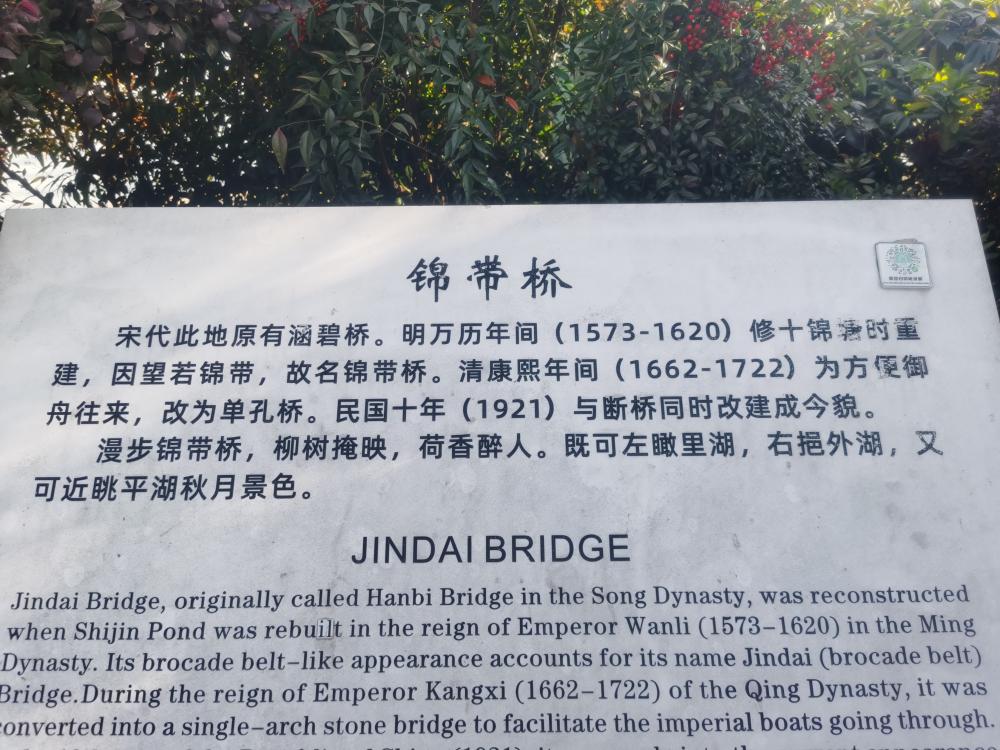 锦带桥
宋代此地原有涵碧桥。明万历年间（1573-1620）修十锦塘时重
建，因望若锦带，故名锦带桥。清康熙年间（1662-1722）为方便御
舟往来，改为单孔桥。民国十年（1921）与断桥同时改建成今貌。
漫步锦带桥，柳树掩映，荷香醉人。既可左瞰里湖，右挹外湖，又
可近眺平湖秋月景色。
JINDAI BRIDGE
Jindai Bridge, originally called Hanbi Bridge in the Song Dynasty, was reconstructed
when Shijin Pond was rebuilt in the reign of Emperor Wanli (1573–1620) in the Ming
Dynasty. Its brocade belt–like appearance accounts for its name Jindai (brocade belt)
Bridge.During the reign of Emperor Kangxi (1662–1722) of the Qing Dynasty, it was
converted into a single–arch stone bridge to facilitate the imperial boats going through.